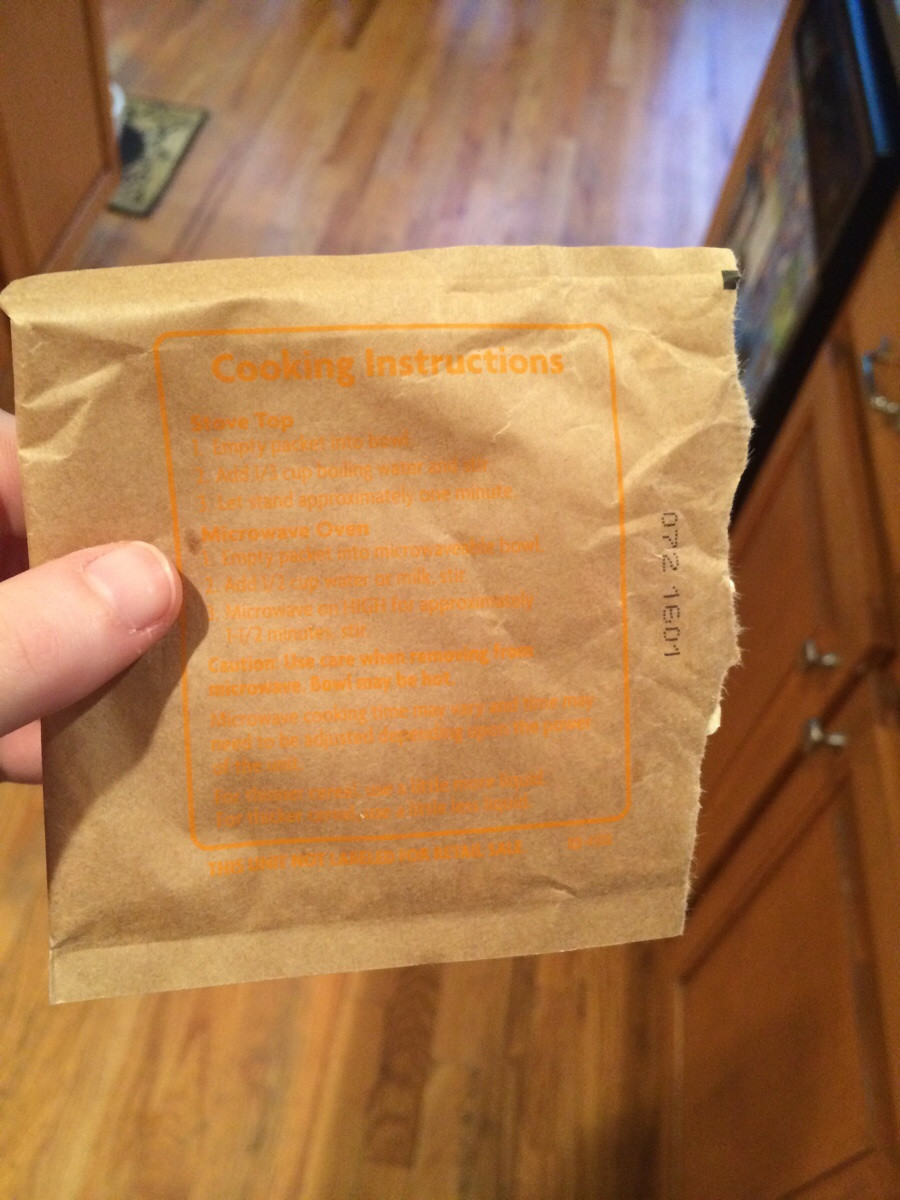 Cooking Instructions
Stove Top
1. Empty packet into bowl.
2. Add 1/2 cup boiling water and stir.
3. Let stand approximately one minute.
Microwave Oven
1. Empty packet into microwaveable bowl.
2. Add 1/2 cup water or milk, stir.
3. Microwave on HIGH for approximately
1-1/2 minutes, stir.
Caution: Use care when removing from
microwave. Bowl may be hot.
Microwave cooking time may vary and time may
need to be adjusted depending upon the power
of the unit.
For thinner cereal, use a little more liquid.
For thicker cereal, use a little less liquid.
THIS UNIT NOT LABELED FOR RETAIL SALE
072 1601